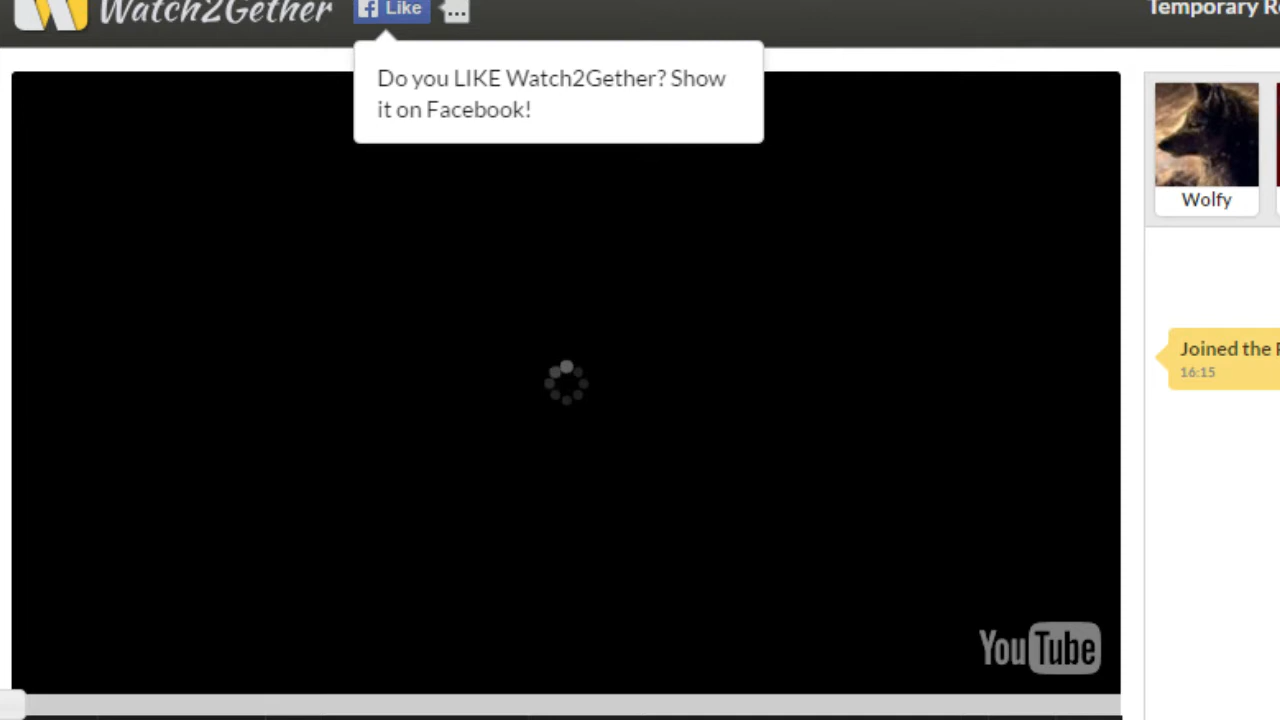 Watch2Gether
Like
...
Temporary
Do you LIKE Watch2Gether? Show
it on Facebook!
Wolfy
Joined the
16:15
YouTube